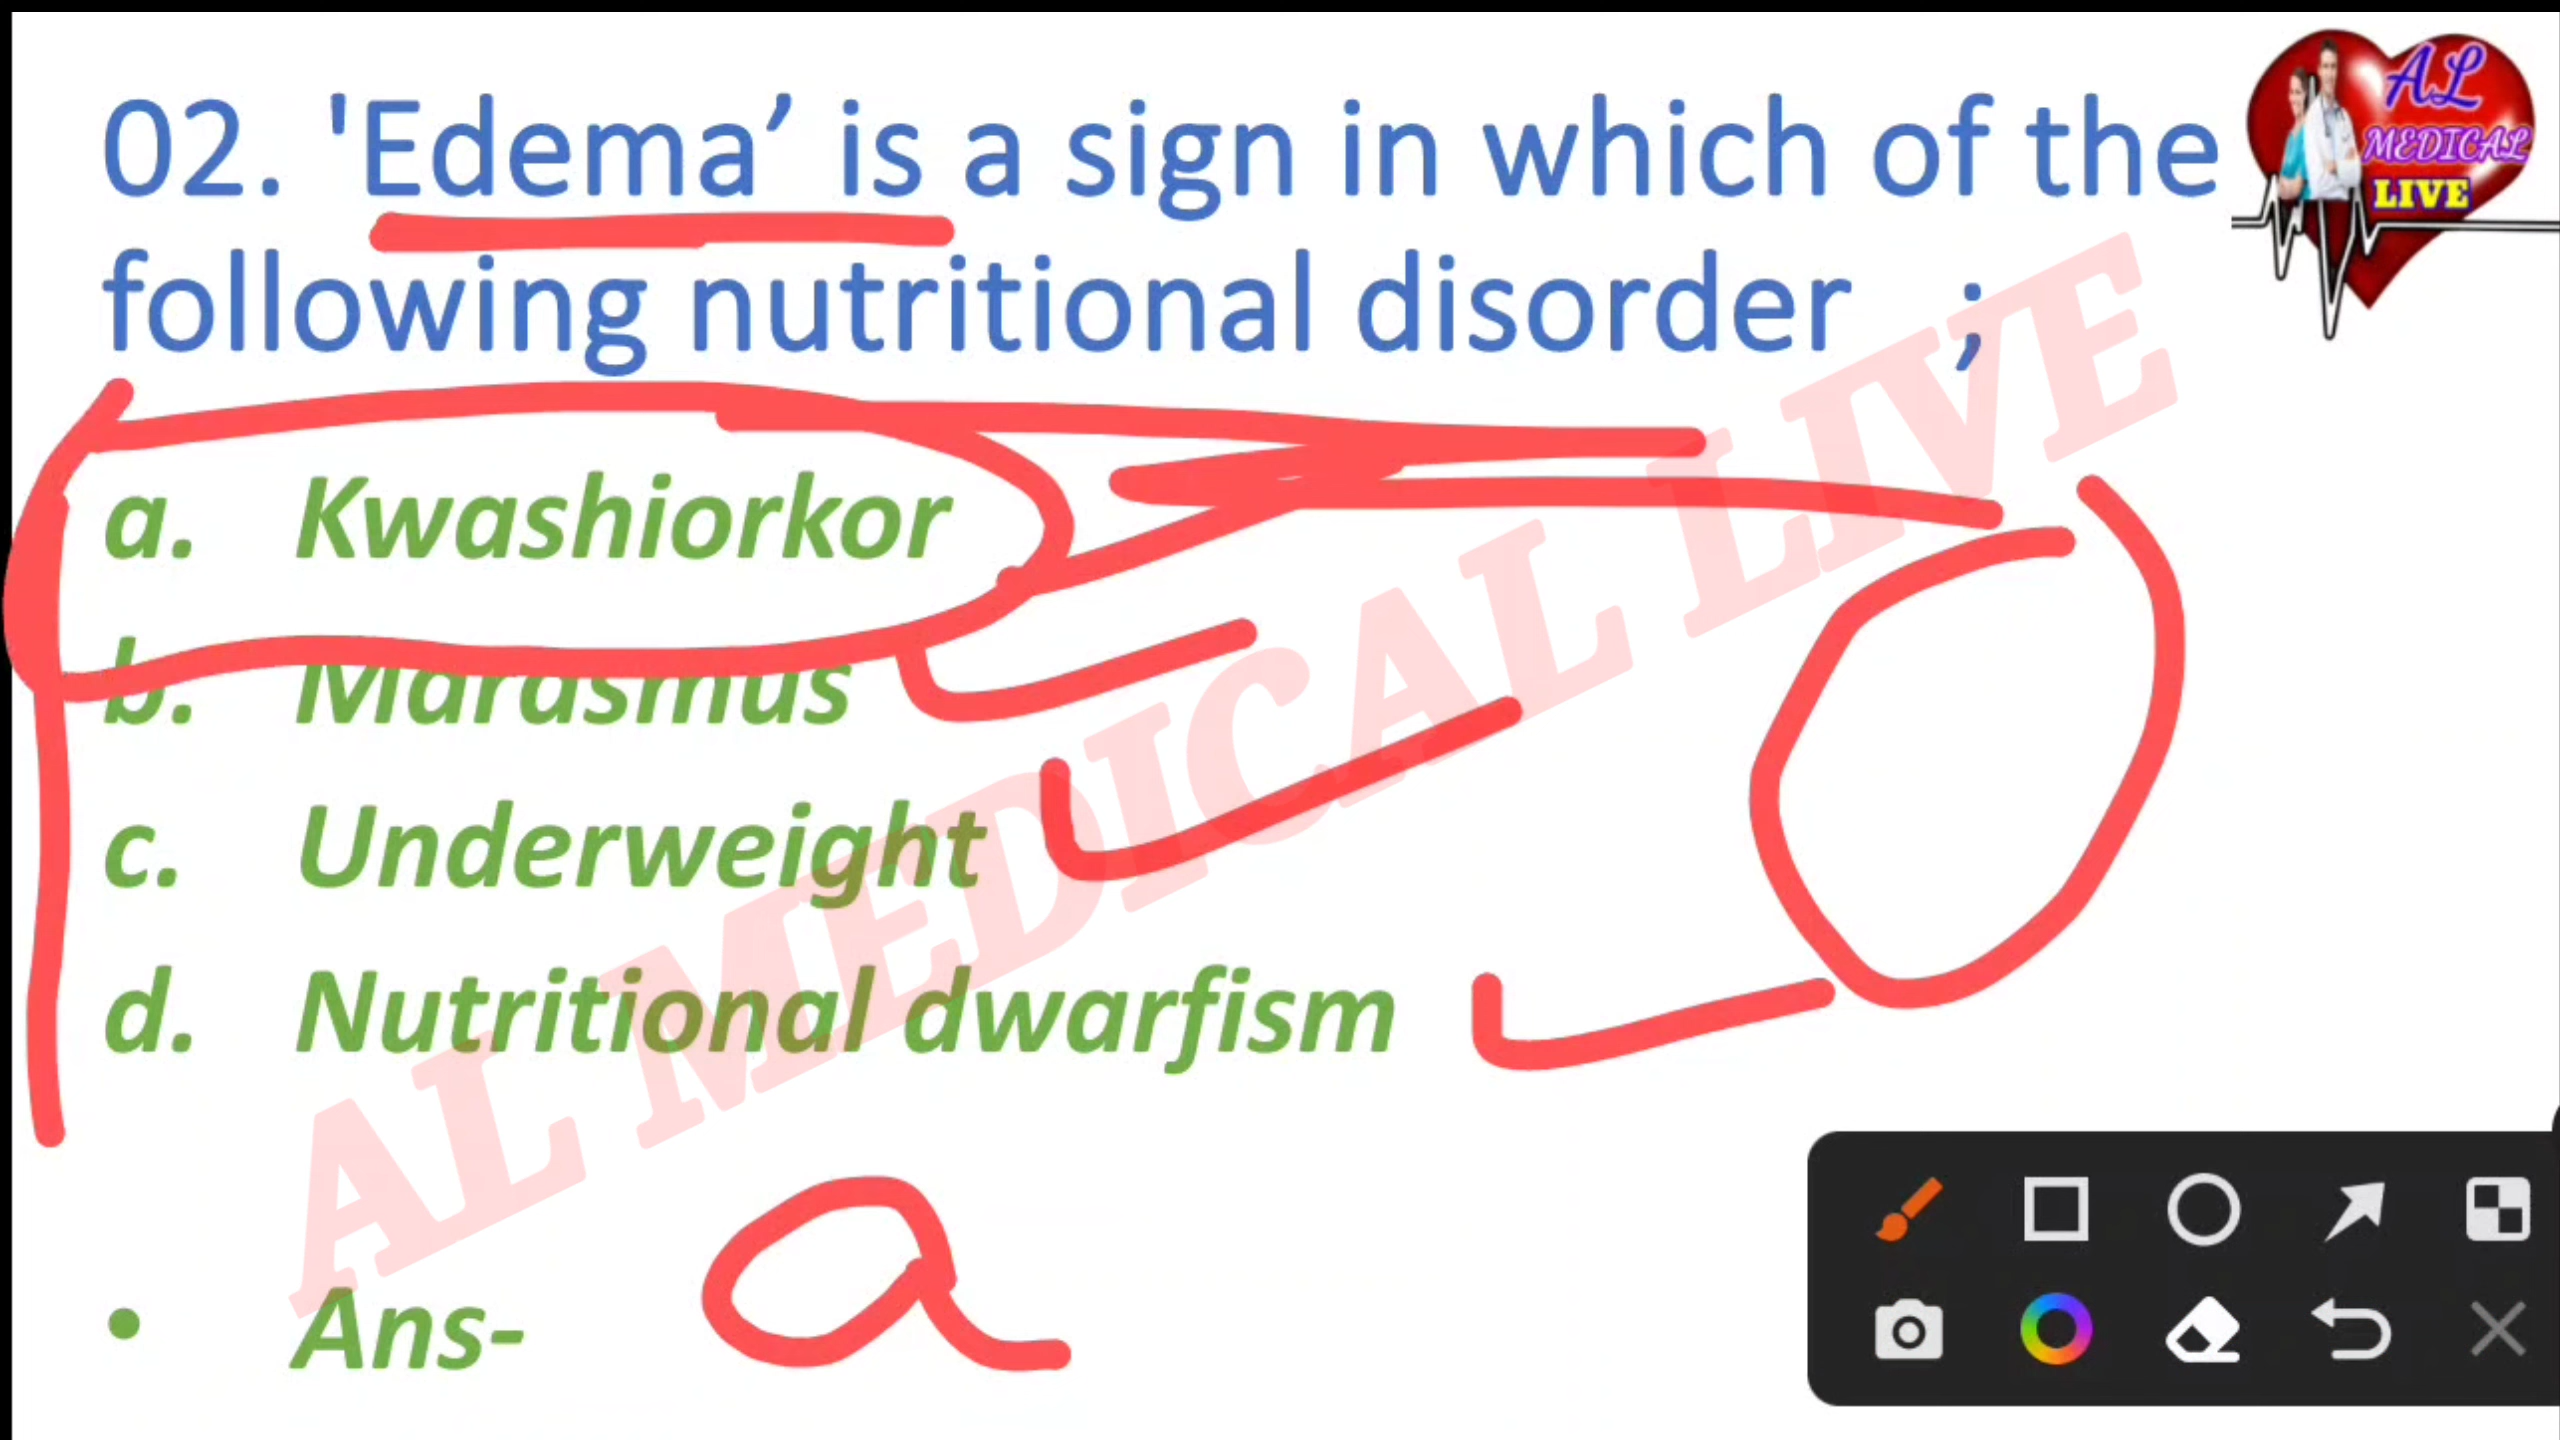 02. 'Edema’ is a sign in which of the
following nutritional disorder ;
a. Kwashiorkor
b. Marasmus
c. Underweight
d. Nutritional dwarfism
• Ans- a
AL
MEDICAL
LIVE
AL MEDICAL LIVE